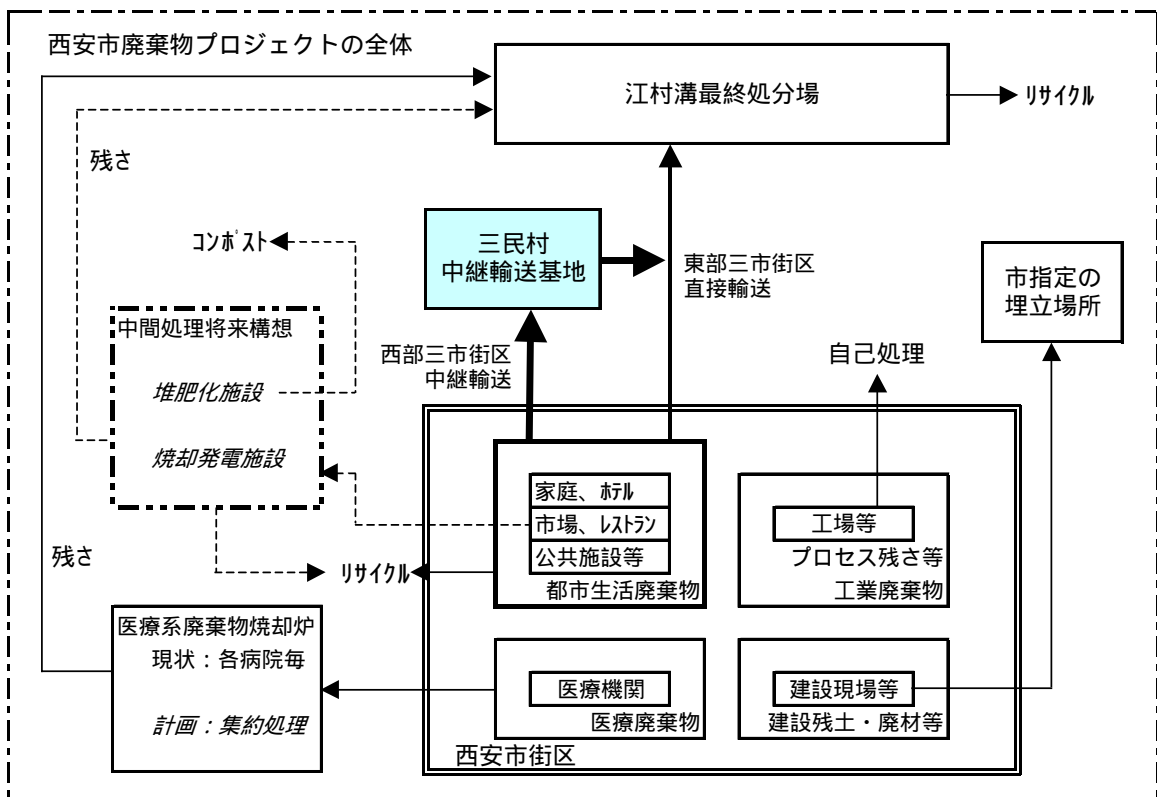 西安市廃棄物プロジェクトの全体
江村溝最終処分場
ﾘｻｲｸﾙ
残さ
ｺﾝﾎﾟｽﾄ
三民村
中継輸送基地
東部三市街区
直接輸送
市指定の
埋立場所
中間処理将来構想
堆肥化施設
焼却発電施設
西部三市街区
中継輸送
自己処理
家庭、ﾎﾃﾙ
市場、ﾚｽﾄﾗﾝ
公共施設等
都市生活廃棄物
工場等
プロセス残さ等
工業廃棄物
残さ
ﾘｻｲｸﾙ
医療系廃棄物焼却炉
現状：各病院毎
計画：集約処理
医療機関
医療廃棄物
建設現場等
建設残土・廃材等
西安市街区